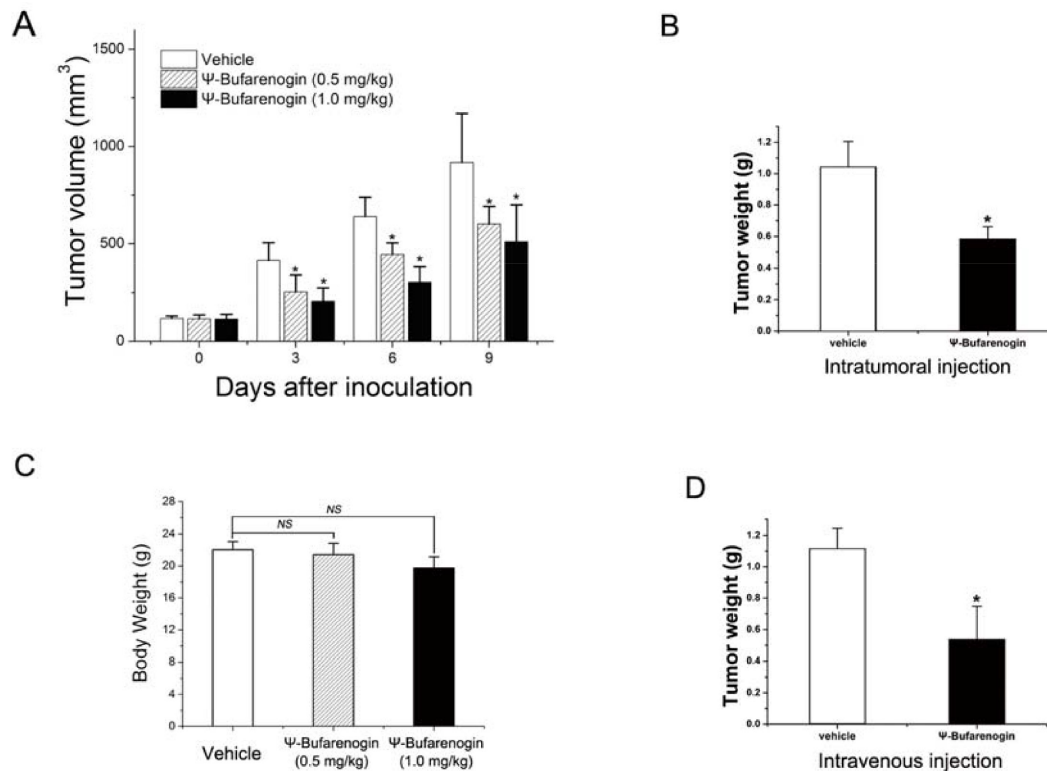 A
Tumor volume (mm³)
1500
1000
500
0
Vehicle
Ψ-Bufarenogin (0.5 mg/kg)
Ψ-Bufarenogin (1.0 mg/kg)
* * * * * *
0 3 6 9
Days after inoculation
B
Tumor weight (g)
1.2
1.0
0.8
0.6
0.4
0.2
0.0
*
vehicle Ψ-Bufarenogin
Intratumoral injection
C
Body Weight (g)
28
24
20
16
12
8
4
0
NS
NS
Vehicle
Ψ-Bufarenogin
(0.5 mg/kg)
Ψ-Bufarenogin
(1.0 mg/kg)
D
Tumor weight (g)
1.2
1.0
0.8
0.6
0.4
0.2
0.0
*
vehicle Ψ-Bufarenogin
Intravenous injection